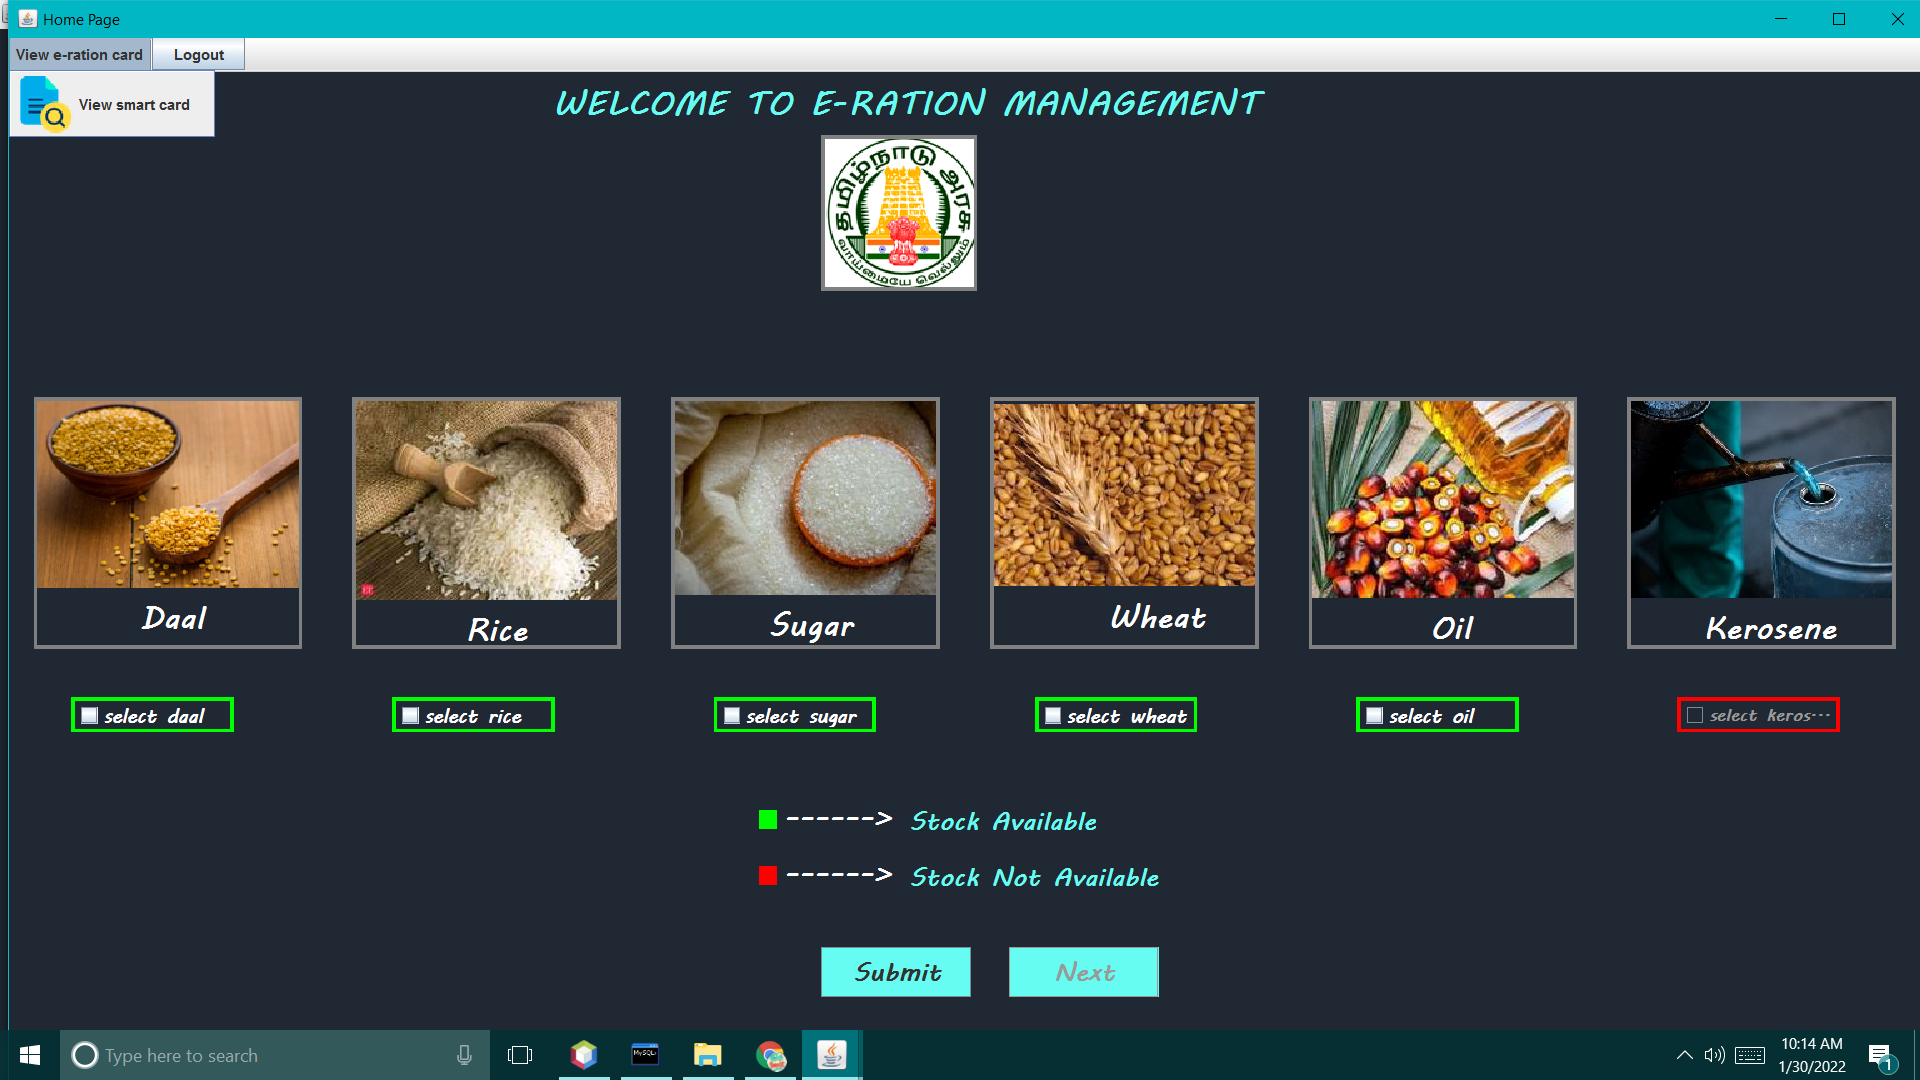 Home Page
View e-ration card Logout
View smart card
WELCOME TO E-RATION MANAGEMENT
தமிழ்நாடு அரசு
வாய்மையே வெல்லும்
Daal Rice Sugar Wheat Oil Kerosene
select daal select rice select sugar select wheat select oil select keros...
------> Stock Available
------> Stock Not Available
Submit Next
Type here to search
MySQL
10:14 AM
1/30/2022
1